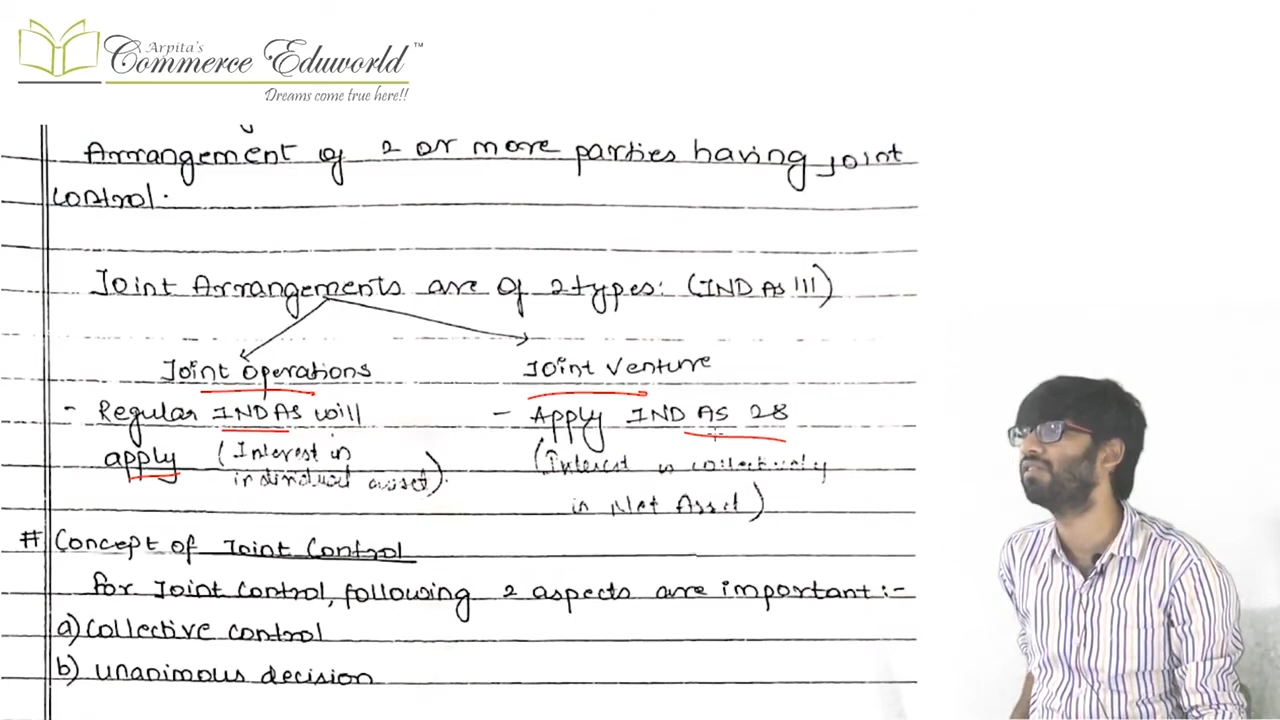 Arpita's
Commerce Eduworld™
Dreams come true here!!
Arrangement of 2 or more parties having joint
control.
Joint Arrangements are of 2 types: (IND AS 111)
Joint Operations
Joint Venture
- Regular IND AS will
apply (Interest in
individual asset).
- Apply IND AS 28
(Interest is collectively
in Net Asset)
# Concept of Joint Control
for Joint control, following 2 aspects are important:-
a) collective control
b) unanimous decision